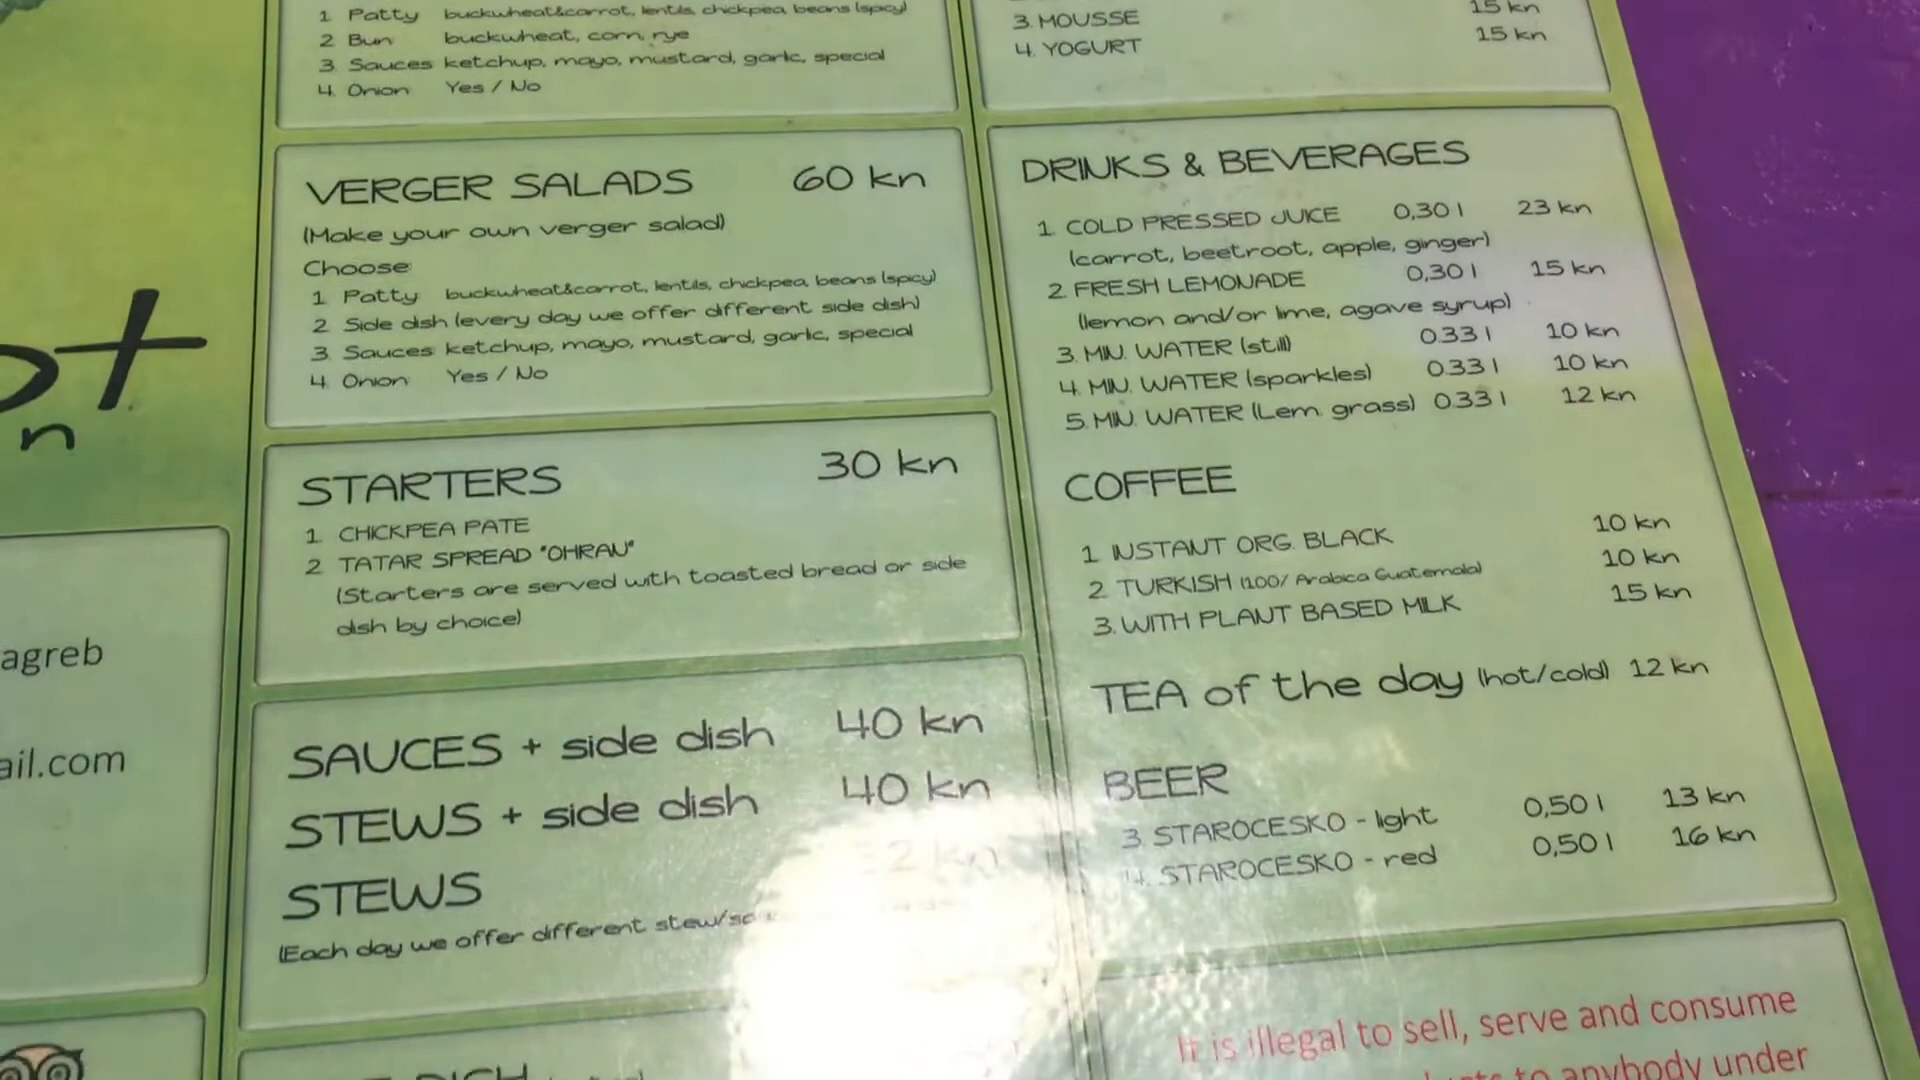 ot
n
agreb
ail.com
1. Patty buckwheat&carrot, lentils, chickpea, beans (spicy)
2. Bun buckwheat, corn, rye
3. Sauces ketchup, mayo, mustard, garlic, special
4. Onion Yes / No
VERGER SALADS 60 kn
(Make your own verger salad)
Choose:
1. Patty buckwheat&carrot, lentils, chickpea, beans (spicy)
2. Side dish (every day we offer different side dish)
3. Sauces ketchup, mayo, mustard, garlic, special
4. Onion Yes / No
STARTERS 30 kn
1. CHICKPEA PATE
2. TATAR SPREAD "OHRAN"
(Starters are served with toasted bread or side
dish by choice)
SAUCES + side dish 40 kn
STEWS + side dish 40 kn
STEWS kn
(Each day we offer different
DISH
3. MOUSSE 15 kn
4. YOGURT 15 kn
DRINKS & BEVERAGES
1. COLD PRESSED JUICE 0,30 l 23 kn
(carrot, beetroot, apple, ginger)
2. FRESH LEMONADE 0,30 l 15 kn
(lemon and/or lime, agave syrup)
3. MIN. WATER (still) 0.33 l 10 kn
4. MIN. WATER (sparkles) 0.33 l 10 kn
5. MIN. WATER (Lem. grass) 0.33 l 12 kn
COFFEE
1. INSTANT ORG. BLACK 10 kn
2. TURKISH (100/ Arabica Guatemala) 10 kn
3. WITH PLANT BASED MILK 15 kn
TEA of the day (hot/cold) 12 kn
BEER
3. STAROCESKO - light 0,50 l 13 kn
4. STAROCESKO - red 0,50 l 16 kn
It is illegal to sell, serve and consume
to anybody under